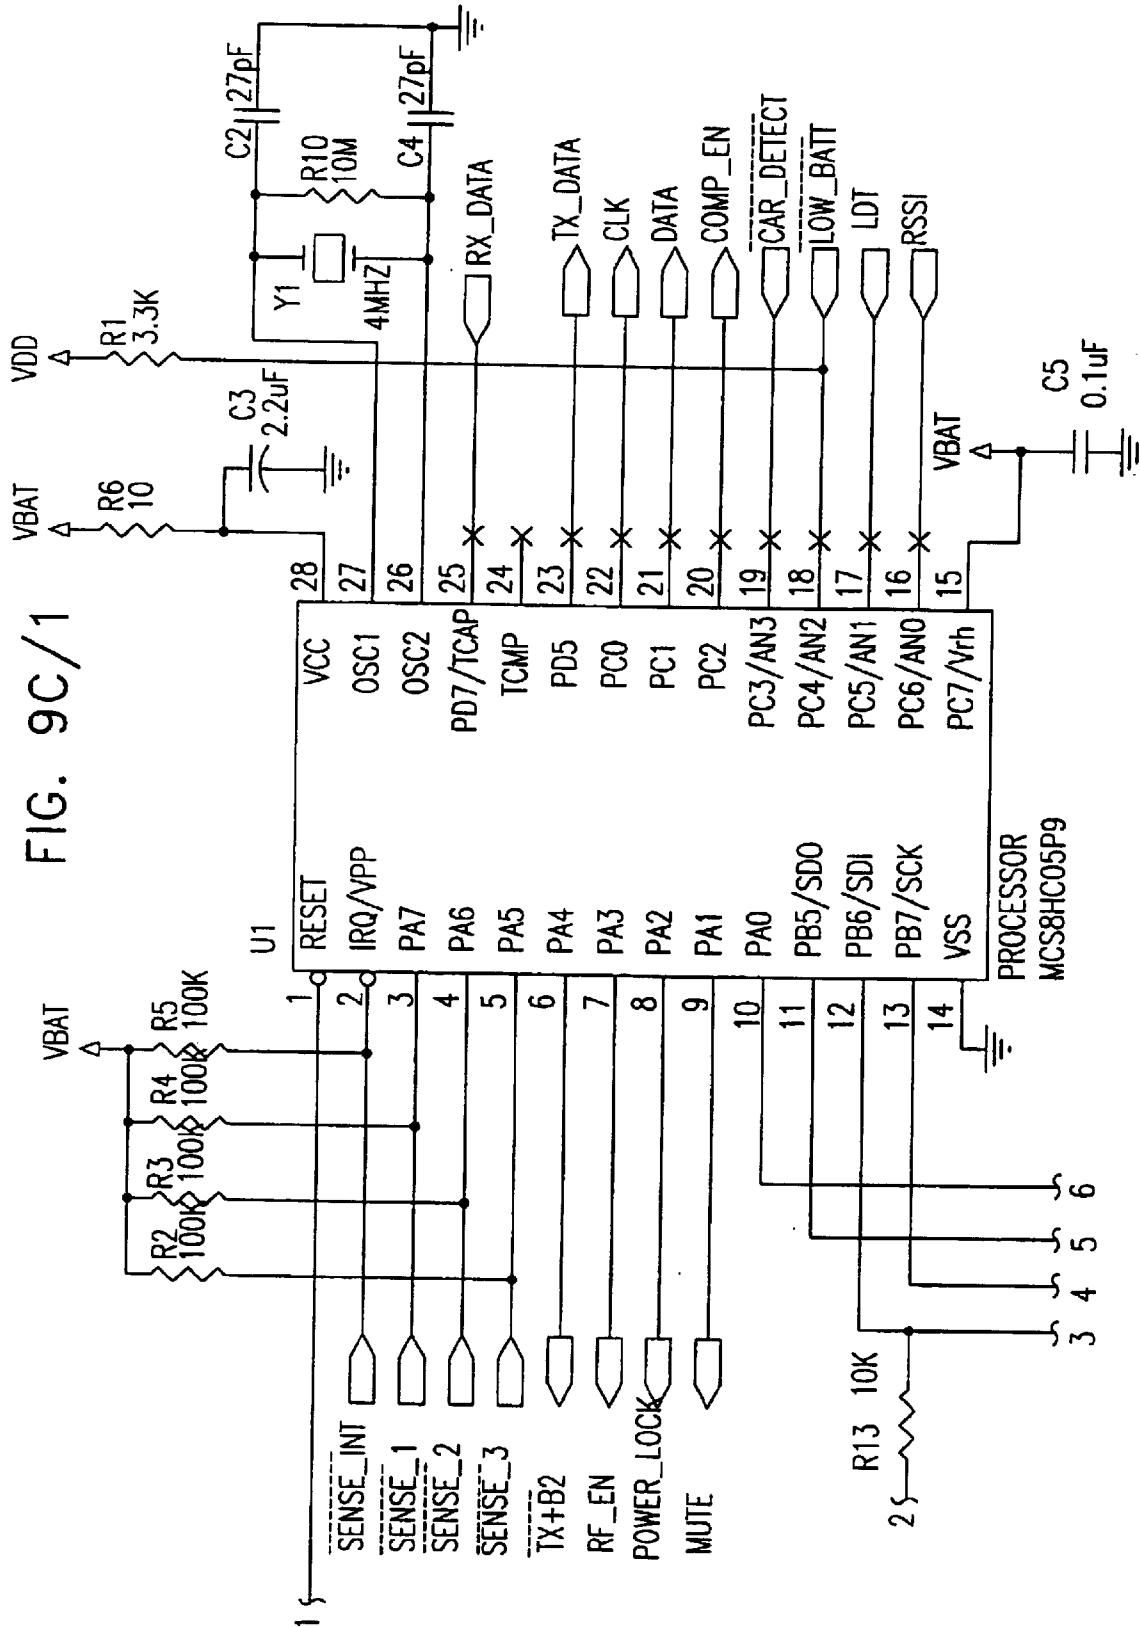 FIG. 9C/1
VBAT
R2
100K
R3
100K
R4
100K
R5
100K
VBAT
R6
10
C3
2.2uF
VDD
R1
3.3K
Y1
4MHZ
R10
10M
C2
27pF
C4
27pF
U1
1
SENSE_INT
SENSE_1
SENSE_2
SENSE_3
TX+B2
RF_EN
POWER_LOCK
MUTE
1 RESET
2 IRQ/VPP
3 PA7
4 PA6
5 PA5
6 PA4
7 PA3
8 PA2
9 PA1
10 PA0
11 PB5/SDO
12 PB6/SDI
13 PB7/SCK
14 VSS
VCC 28
OSC1 27
OSC2 26
PD7/TCAP 25
TCMP 24
PD5 23
PC0 22
PC1 21
PC2 20
PC3/AN3 19
PC4/AN2 18
PC5/AN1 17
PC6/AN0 16
PC7/Vrh 15
RX_DATA
TX_DATA
CLK
DATA
COMP_EN
CAR_DETECT
LOW_BATT
LDT
RSSI
PROCESSOR
MCS8HC05P9
VBAT
C5
0.1uF
R13 10K
2
3
4
5
6